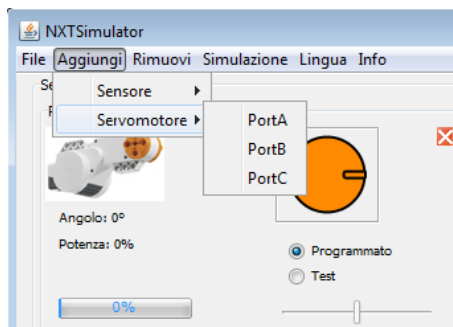 NXTSimulator
File Aggiungi Rimuovi Simulazione Lingua Info
Se
Sensore
P
Servomotore
PortA
PortB
PortC
Angolo: 0°
Potenza: 0%
Programmato
Test
0%